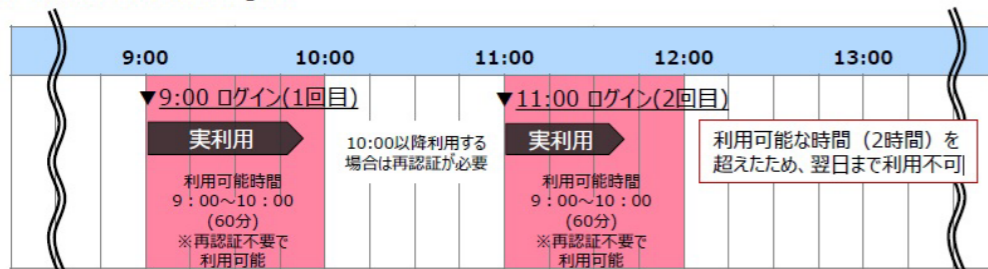 9:00
10:00
11:00
12:00
13:00
▼9:00 ログイン(1回目)
▼11:00 ログイン(2回目)
実利用
10:00以降利用する
場合は再認証が必要
実利用
利用可能な時間（2時間）を
超えたため、翌日まで利用不可
利用可能時間
9：00～10：00
(60分)
※再認証不要で
利用可能
利用可能時間
9：00～10：00
(60分)
※再認証不要で
利用可能